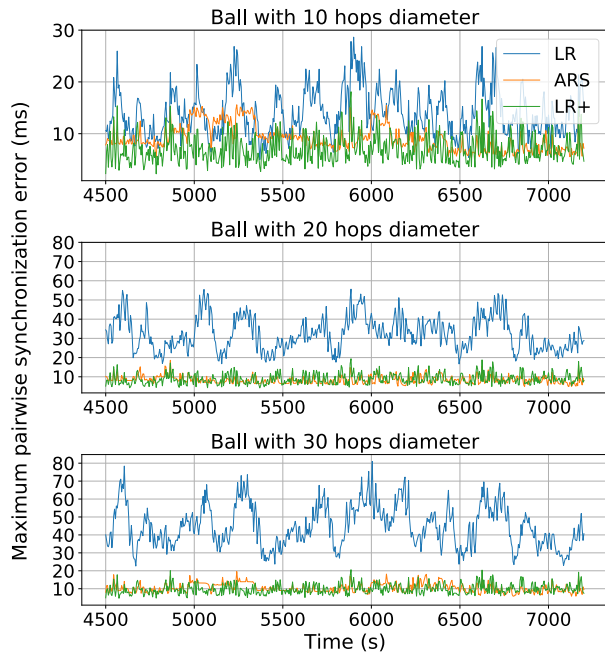 Ball with 10 hops diameter
30
20
10
LR
ARS
LR+
4500 5000 5500 6000 6500 7000
Ball with 20 hops diameter
80
70
60
50
40
30
20
10
4500 5000 5500 6000 6500 7000
Ball with 30 hops diameter
80
70
60
50
40
30
20
10
4500 5000 5500 6000 6500 7000
Time (s)
Maximum pairwise synchronization error (ms)